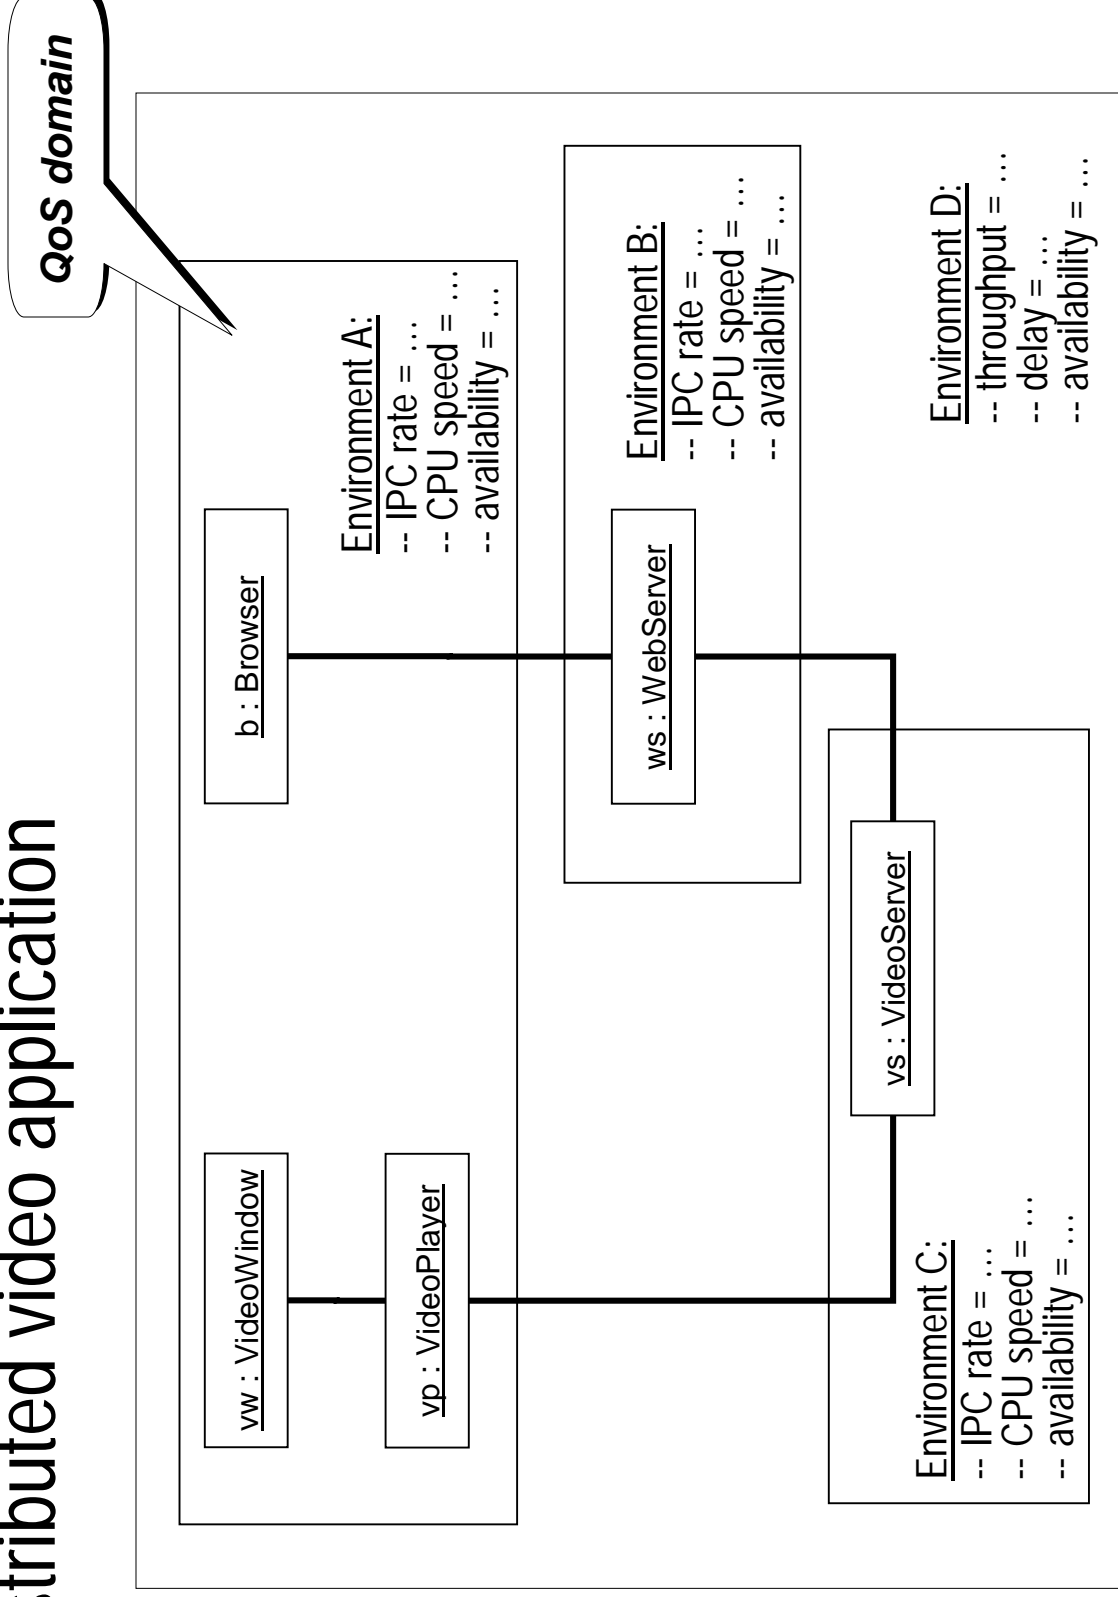 stributed video application
QoS domain
vw : VideoWindow
b : Browser
vp : VideoPlayer
Environment A:
-- IPC rate = …
-- CPU speed = …
-- availability = …
ws : WebServer
Environment B:
-- IPC rate = …
-- CPU speed = …
-- availability = …
vs : VideoServer
Environment C:
-- IPC rate = …
-- CPU speed = …
-- availability = …
Environment D:
-- throughput = …
-- delay = …
-- availability = …